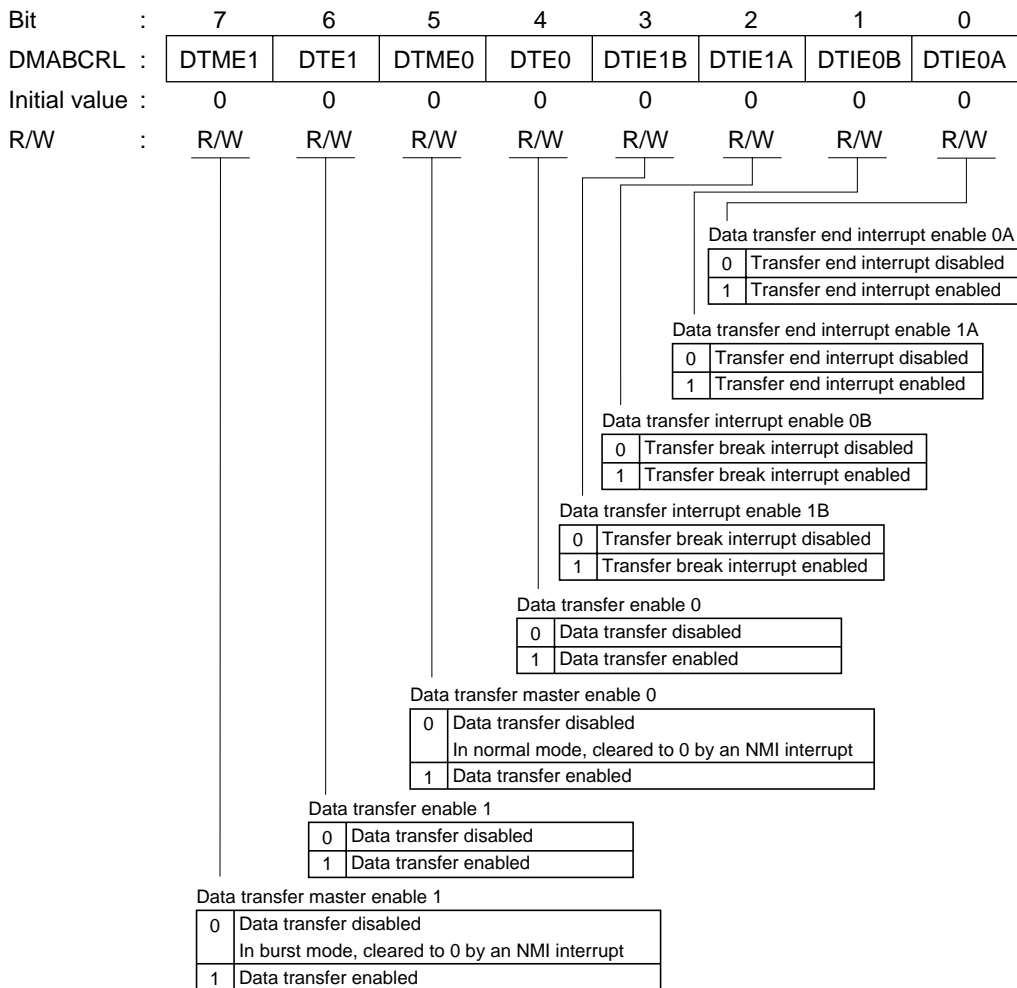 Bit : 7 6 5 4 3 2 1 0
DMABCRL : DTME1 DTE1 DTME0 DTE0 DTIE1B DTIE1A DTIE0B DTIE0A
Initial value : 0 0 0 0 0 0 0 0
R/W : R/W R/W R/W R/W R/W R/W R/W R/W
Data transfer end interrupt enable 0A
0 Transfer end interrupt disabled
1 Transfer end interrupt enabled
Data transfer end interrupt enable 1A
0 Transfer end interrupt disabled
1 Transfer end interrupt enabled
Data transfer interrupt enable 0B
0 Transfer break interrupt disabled
1 Transfer break interrupt enabled
Data transfer interrupt enable 1B
0 Transfer break interrupt disabled
1 Transfer break interrupt enabled
Data transfer enable 0
0 Data transfer disabled
1 Data transfer enabled
Data transfer master enable 0
0 Data transfer disabled
In normal mode, cleared to 0 by an NMI interrupt
1 Data transfer enabled
Data transfer enable 1
0 Data transfer disabled
1 Data transfer enabled
Data transfer master enable 1
0 Data transfer disabled
In burst mode, cleared to 0 by an NMI interrupt
1 Data transfer enabled